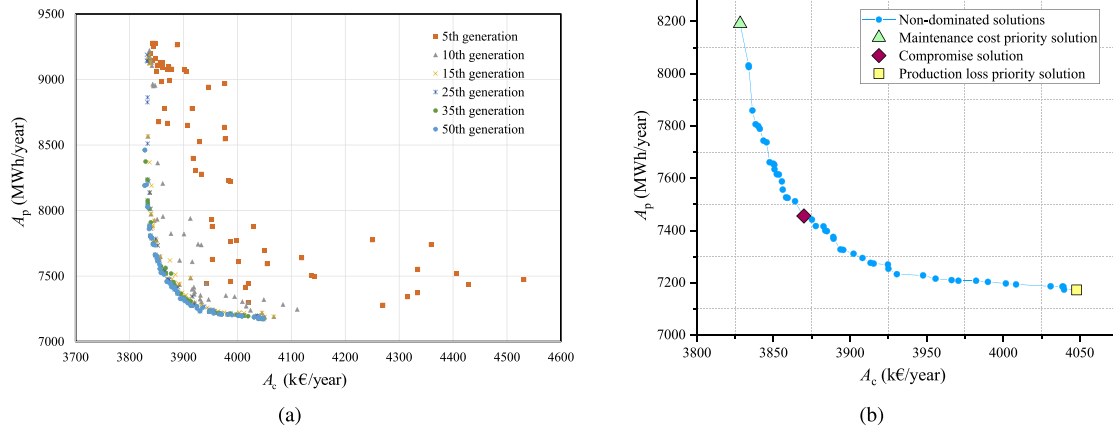 9500
9000
8500
8000
7500
7000
3700
3800
3900
4000
4100
4200
4300
4400
4500
4600
A_p (MWh/year)
A_c (k€/year)
5th generation
10th generation
15th generation
25th generation
35th generation
50th generation
(a)
8200
8000
7800
7600
7400
7200
7000
3800
3850
3900
3950
4000
4050
A_p (MWh/year)
A_c (k€/year)
Non-dominated solutions
Maintenance cost priority solution
Compromise solution
Production loss priority solution
(b)